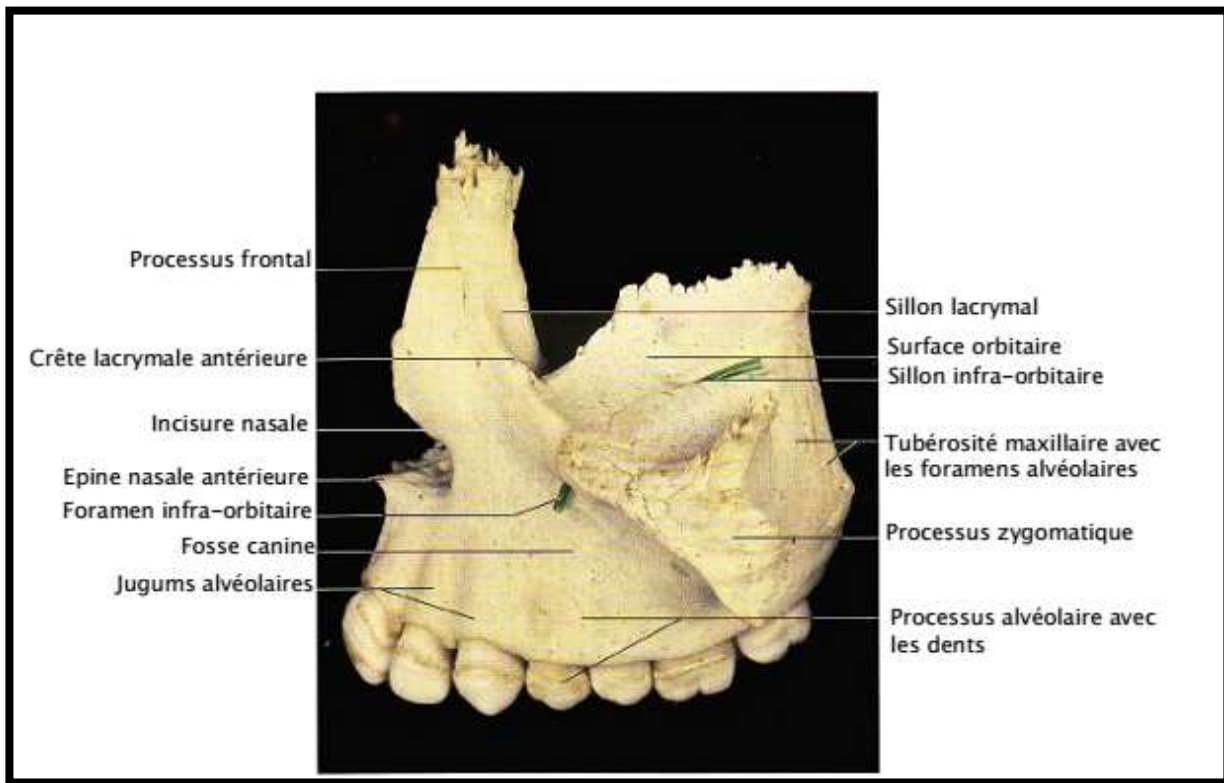 Processus frontal
Crête lacrymale antérieure
Incisure nasale
Epine nasale antérieure
Foramen infra-orbitaire
Fosse canine
Jugums alvéolaires
Sillon lacrymal
Surface orbitaire
Sillon infra-orbitaire
Tubérosité maxillaire avec
les foramens alvéolaires
Processus zygomatique
Processus alvéolaire avec
les dents